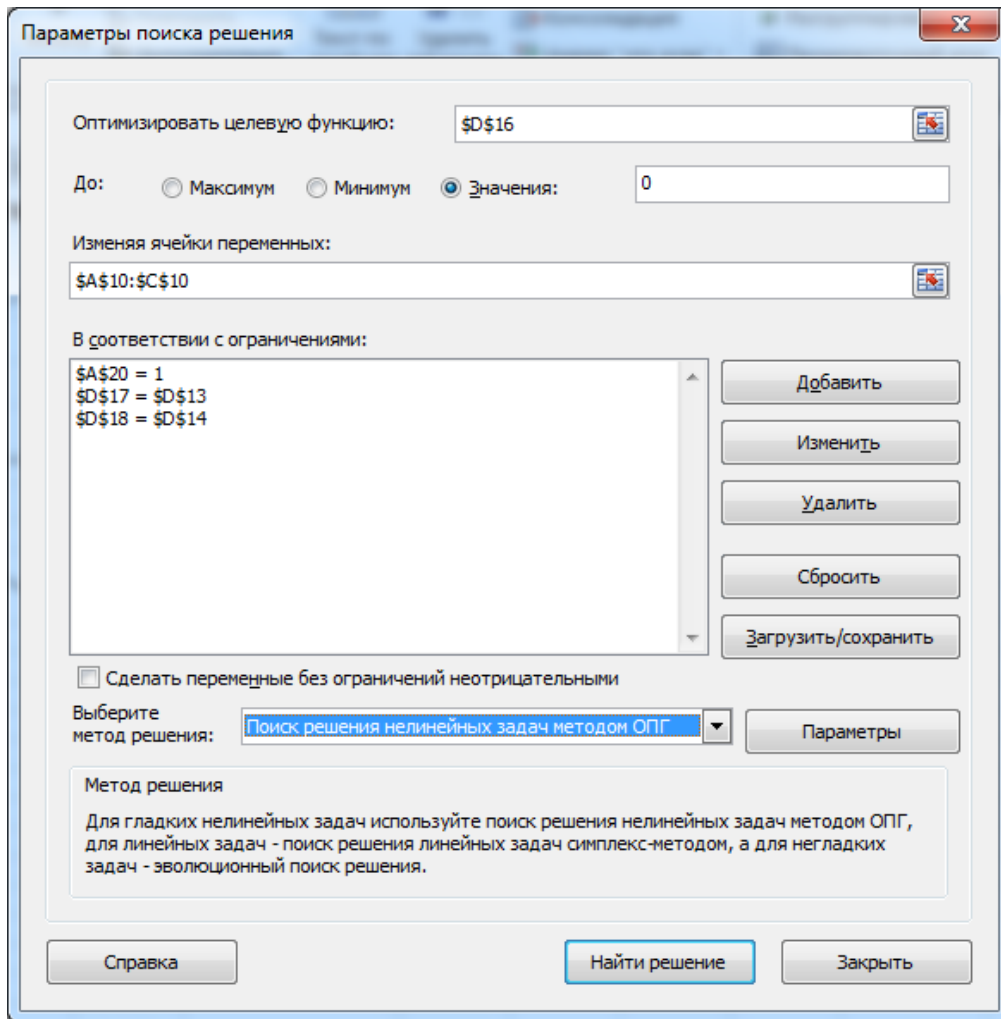 Параметры поиска решения
Оптимизировать целевую функцию: $D$16
До: Максимум Минимум Значения: 0
Изменяя ячейки переменных:
$A$10:$C$10
В соответствии с ограничениями:
$A$20 = 1
$D$17 = $D$13
$D$18 = $D$14
Добавить
Изменить
Удалить
Сбросить
Загрузить/сохранить
Сделать переменные без ограничений неотрицательными
Выберите
метод решения:
Поиск решения нелинейных задач методом ОПГ
Параметры
Метод решения
Для гладких нелинейных задач используйте поиск решения нелинейных задач методом ОПГ,
для линейных задач - поиск решения линейных задач симплекс-методом, а для негладких
задач - эволюционный поиск решения.
Справка Найти решение Закрыть